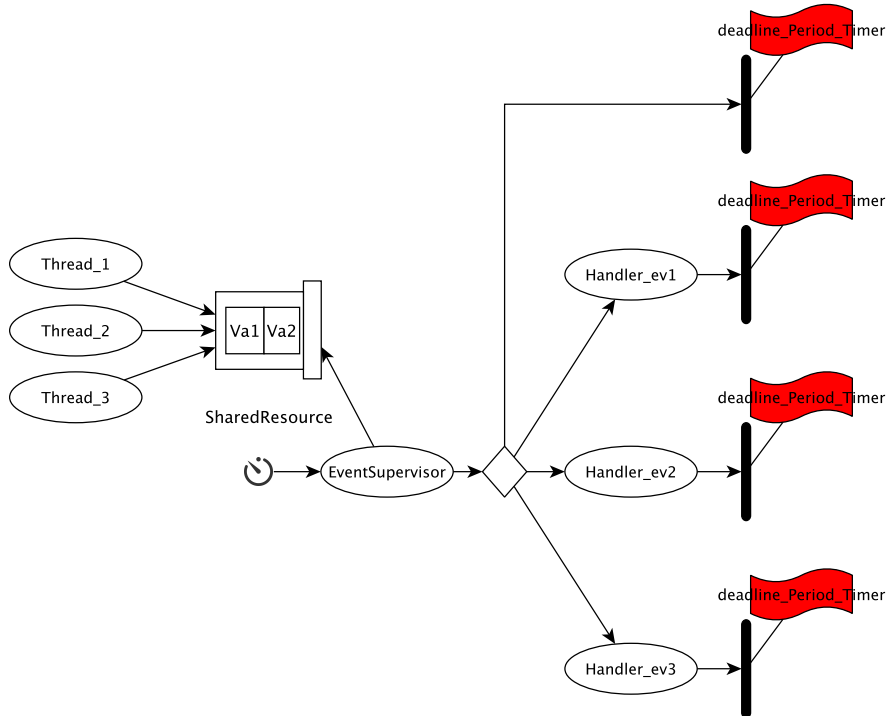 deadline_Period_Timer
deadline_Period_Timer
Thread_1
Handler_ev1
Thread_2
Va1
Va2
Thread_3
deadline_Period_Timer
SharedResource
EventSupervisor
Handler_ev2
deadline_Period_Timer
Handler_ev3